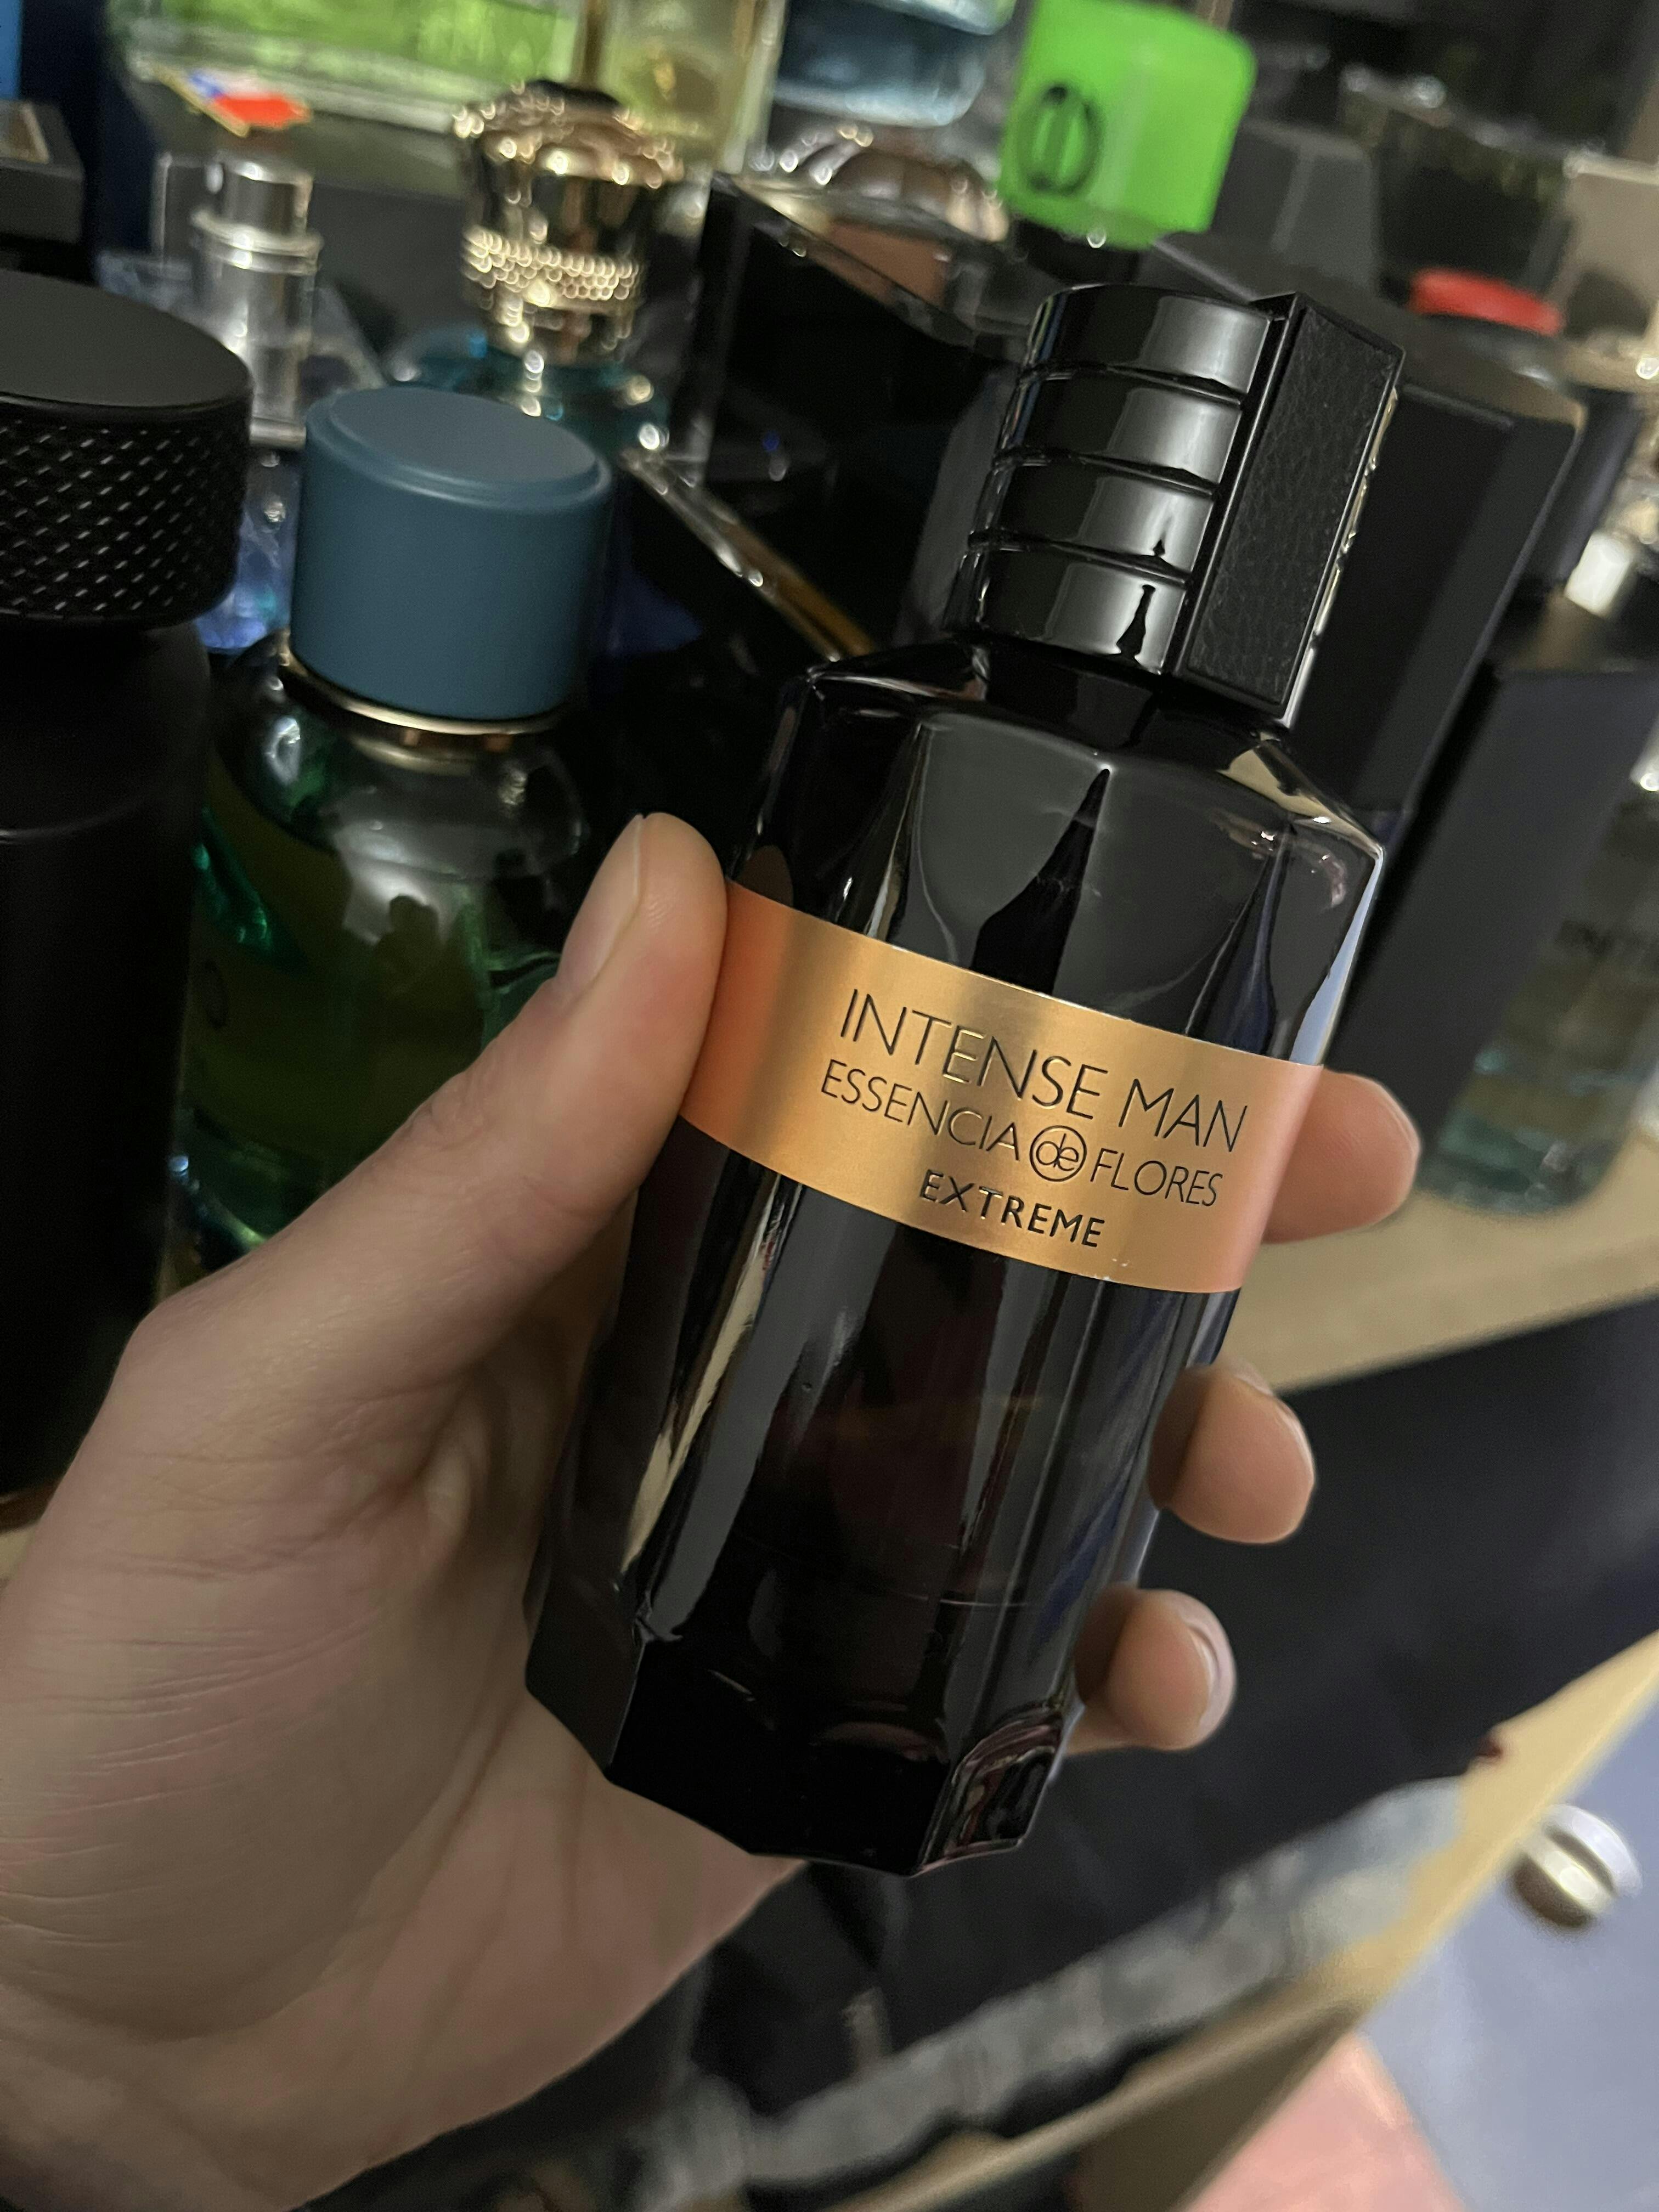 INTENSE MAN
ESSENCIA de FLORES
EXTREME